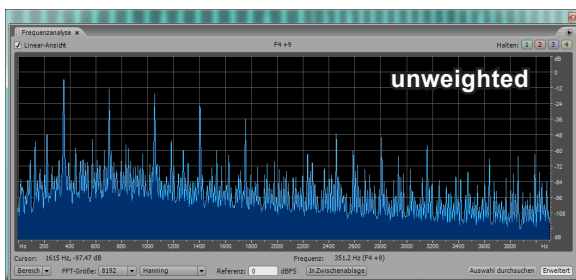 Frequenzanalyse ×
Linear-Ansicht F4 +9 Halten: 1 2 3 4
unweighted
dB
0
-12
-24
-36
-48
-60
-72
-84
-96
-108
dB
Hz 200 400 600 800 1000 1200 1400 1600 1800 2000 2200 2400 2600 2800 3000 3200 3400 3600 3800 Hz
Cursor: 1615 Hz, -97.47 dB Frequenz: 351.2 Hz (F4 +9)
Bereich FFT-Größe: 8192 Hanning Referenz: 0 dBFS In Zwischenablage Auswahl durchsuchen Erweitert